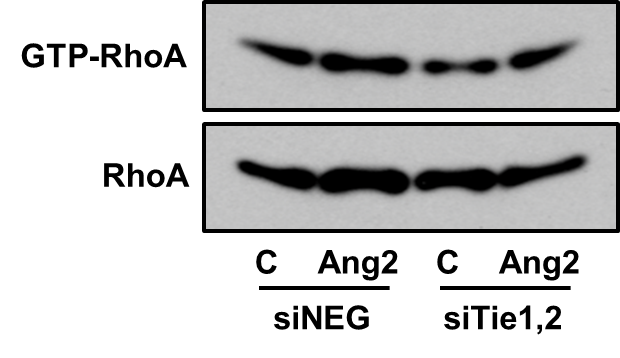 GTP-RhoA
RhoA
C Ang2 C Ang2
siNEG siTie1,2